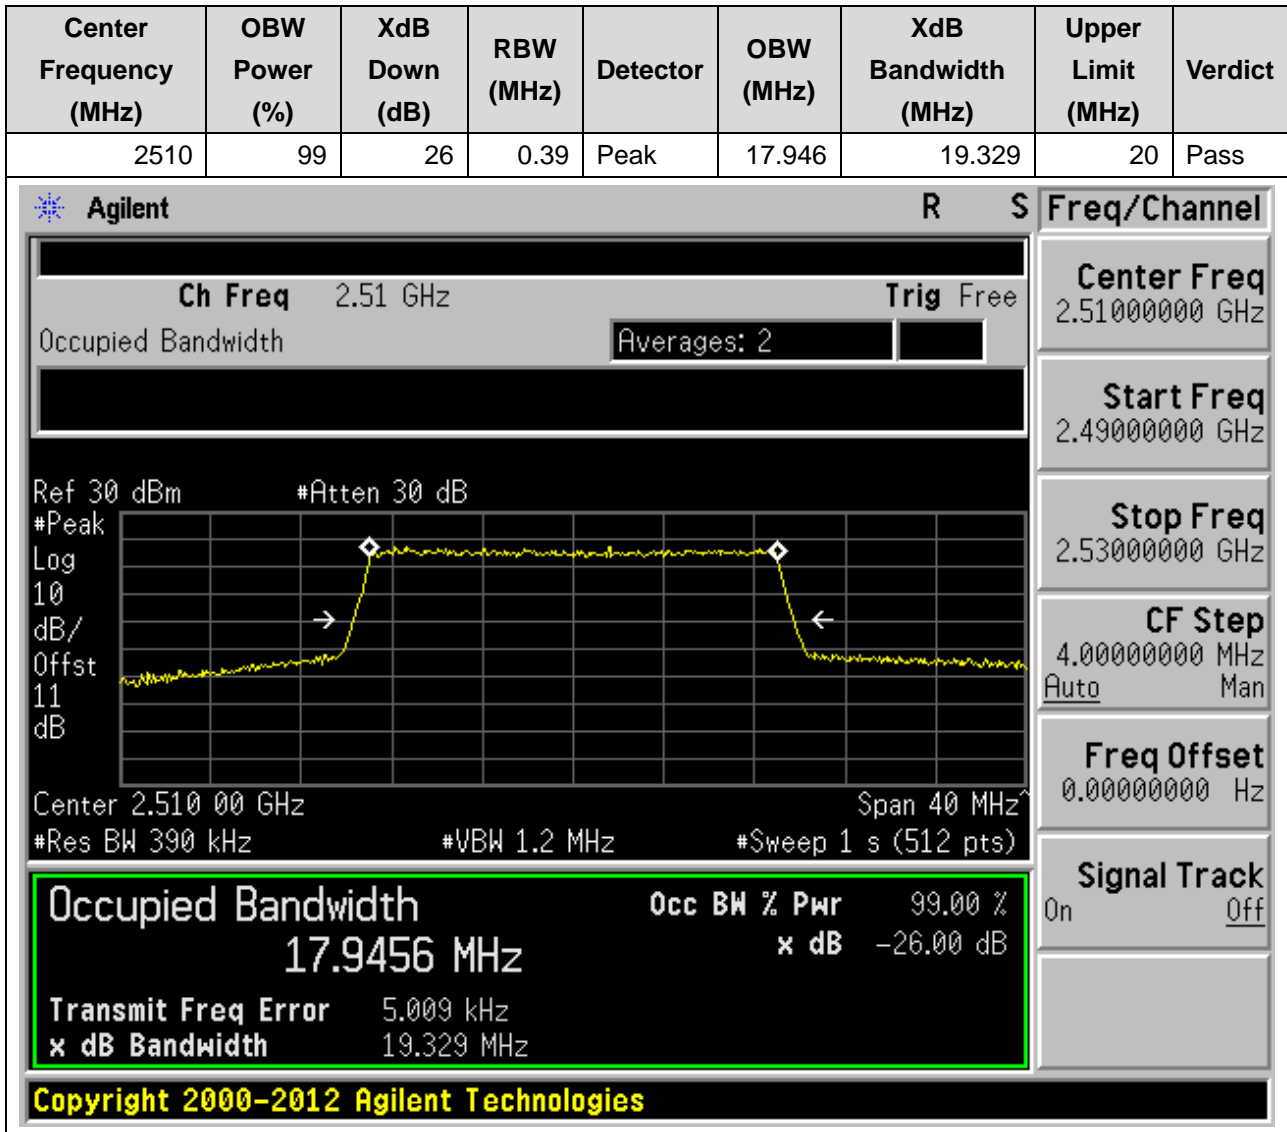 Center Frequency (MHz) OBW Power (%) XdB Down (dB) RBW (MHz) Detector OBW (MHz) XdB Bandwidth (MHz) Upper Limit (MHz) Verdict
2510 99 26 0.39 Peak 17.946 19.329 20 Pass
Agilent R S Freq/Channel
Ch Freq 2.51 GHz Trig Free
Occupied Bandwidth Averages: 2
Center Freq
2.51000000 GHz
Start Freq
2.49000000 GHz
Stop Freq
2.53000000 GHz
CF Step
4.00000000 MHz
Auto Man
Freq Offset
0.00000000 Hz
Signal Track
On Off
Ref 30 dBm #Atten 30 dB
#Peak
Log
10
dB/
Offst
11
dB
Center 2.510 00 GHz Span 40 MHz^
#Res BW 390 kHz #VBW 1.2 MHz #Sweep 1 s (512 pts)
Occupied Bandwidth Occ BW % Pwr 99.00 %
17.9456 MHz x dB -26.00 dB
Transmit Freq Error 5.009 kHz
x dB Bandwidth 19.329 MHz
Copyright 2000-2012 Agilent Technologies